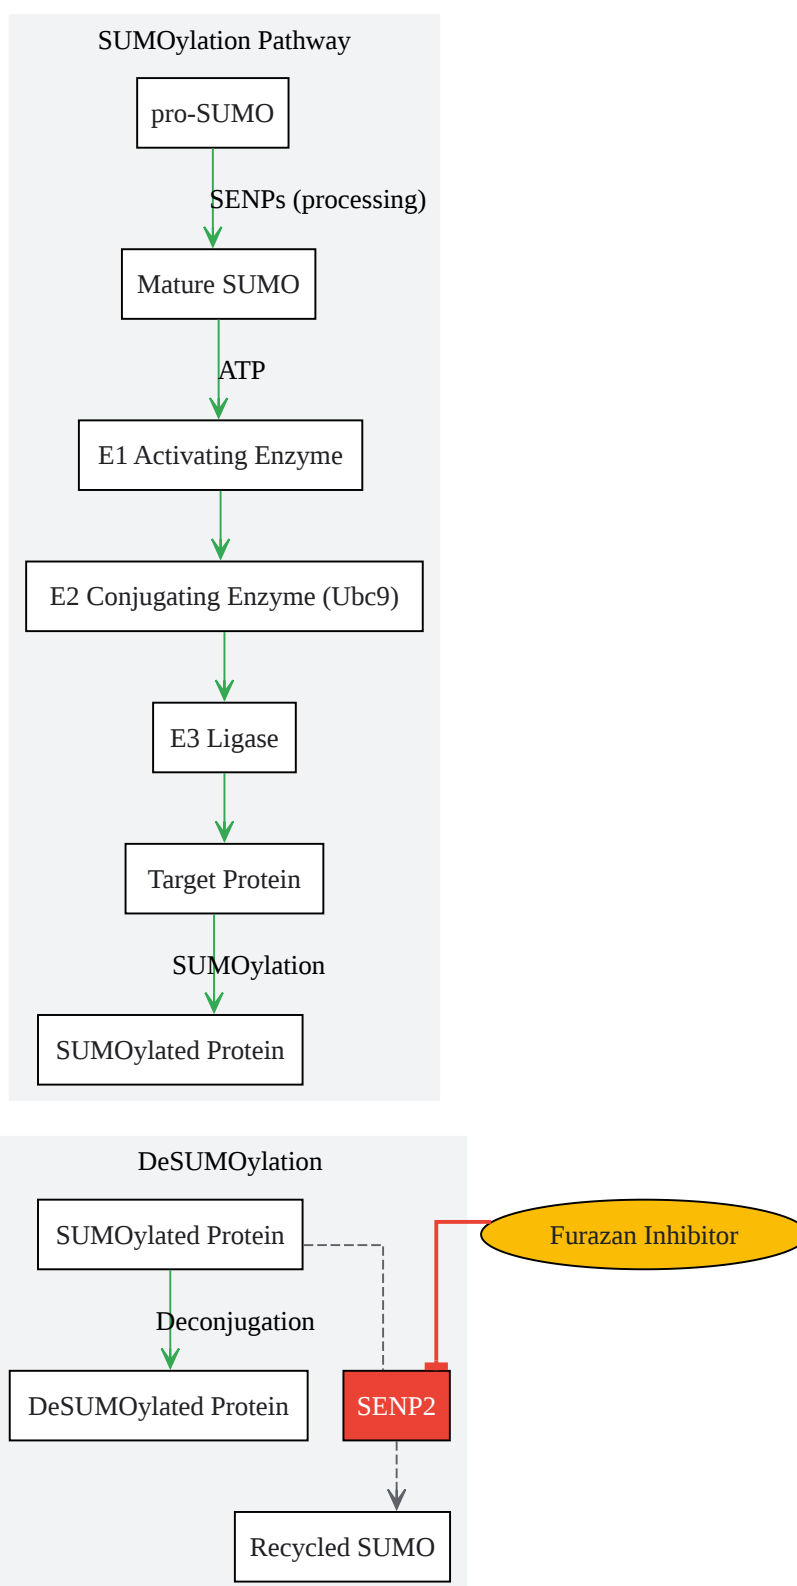 SUMOylation Pathway
pro-SUMO
SENPs (processing)
Mature SUMO
ATP
E1 Activating Enzyme
E2 Conjugating Enzyme (Ubc9)
E3 Ligase
Target Protein
SUMOylation
SUMOylated Protein
DeSUMOylation
SUMOylated Protein
Furazan Inhibitor
Deconjugation
DeSUMOylated Protein
SENP2
Recycled SUMO